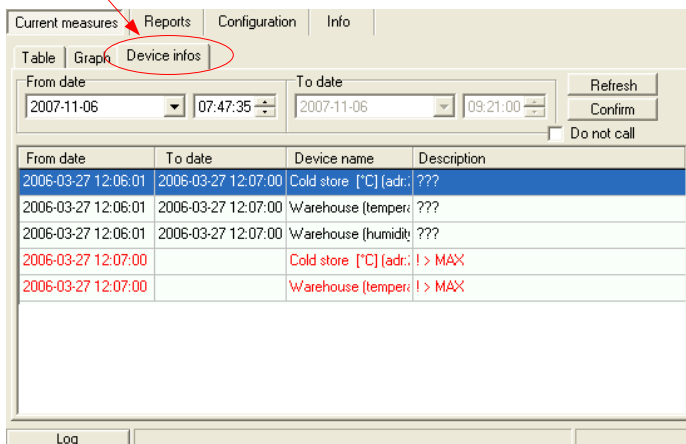 Current measures Reports Configuration Info
Table Graph Device infos
From date To date Refresh
2007-11-06 07:47:35 2007-11-06 09:21:00 Confirm
Do not call
From date To date Device name Description
2006-03-27 12:06:01 2006-03-27 12:07:00 Cold store [°C] (adr.: ???
2006-03-27 12:06:01 2006-03-27 12:07:00 Warehouse (tempera ???
2006-03-27 12:06:01 2006-03-27 12:07:00 Warehouse (humidity ???
2006-03-27 12:07:00 Cold store [°C] (adr.: ! > MAX
2006-03-27 12:07:00 Warehouse (tempera ! > MAX
Log